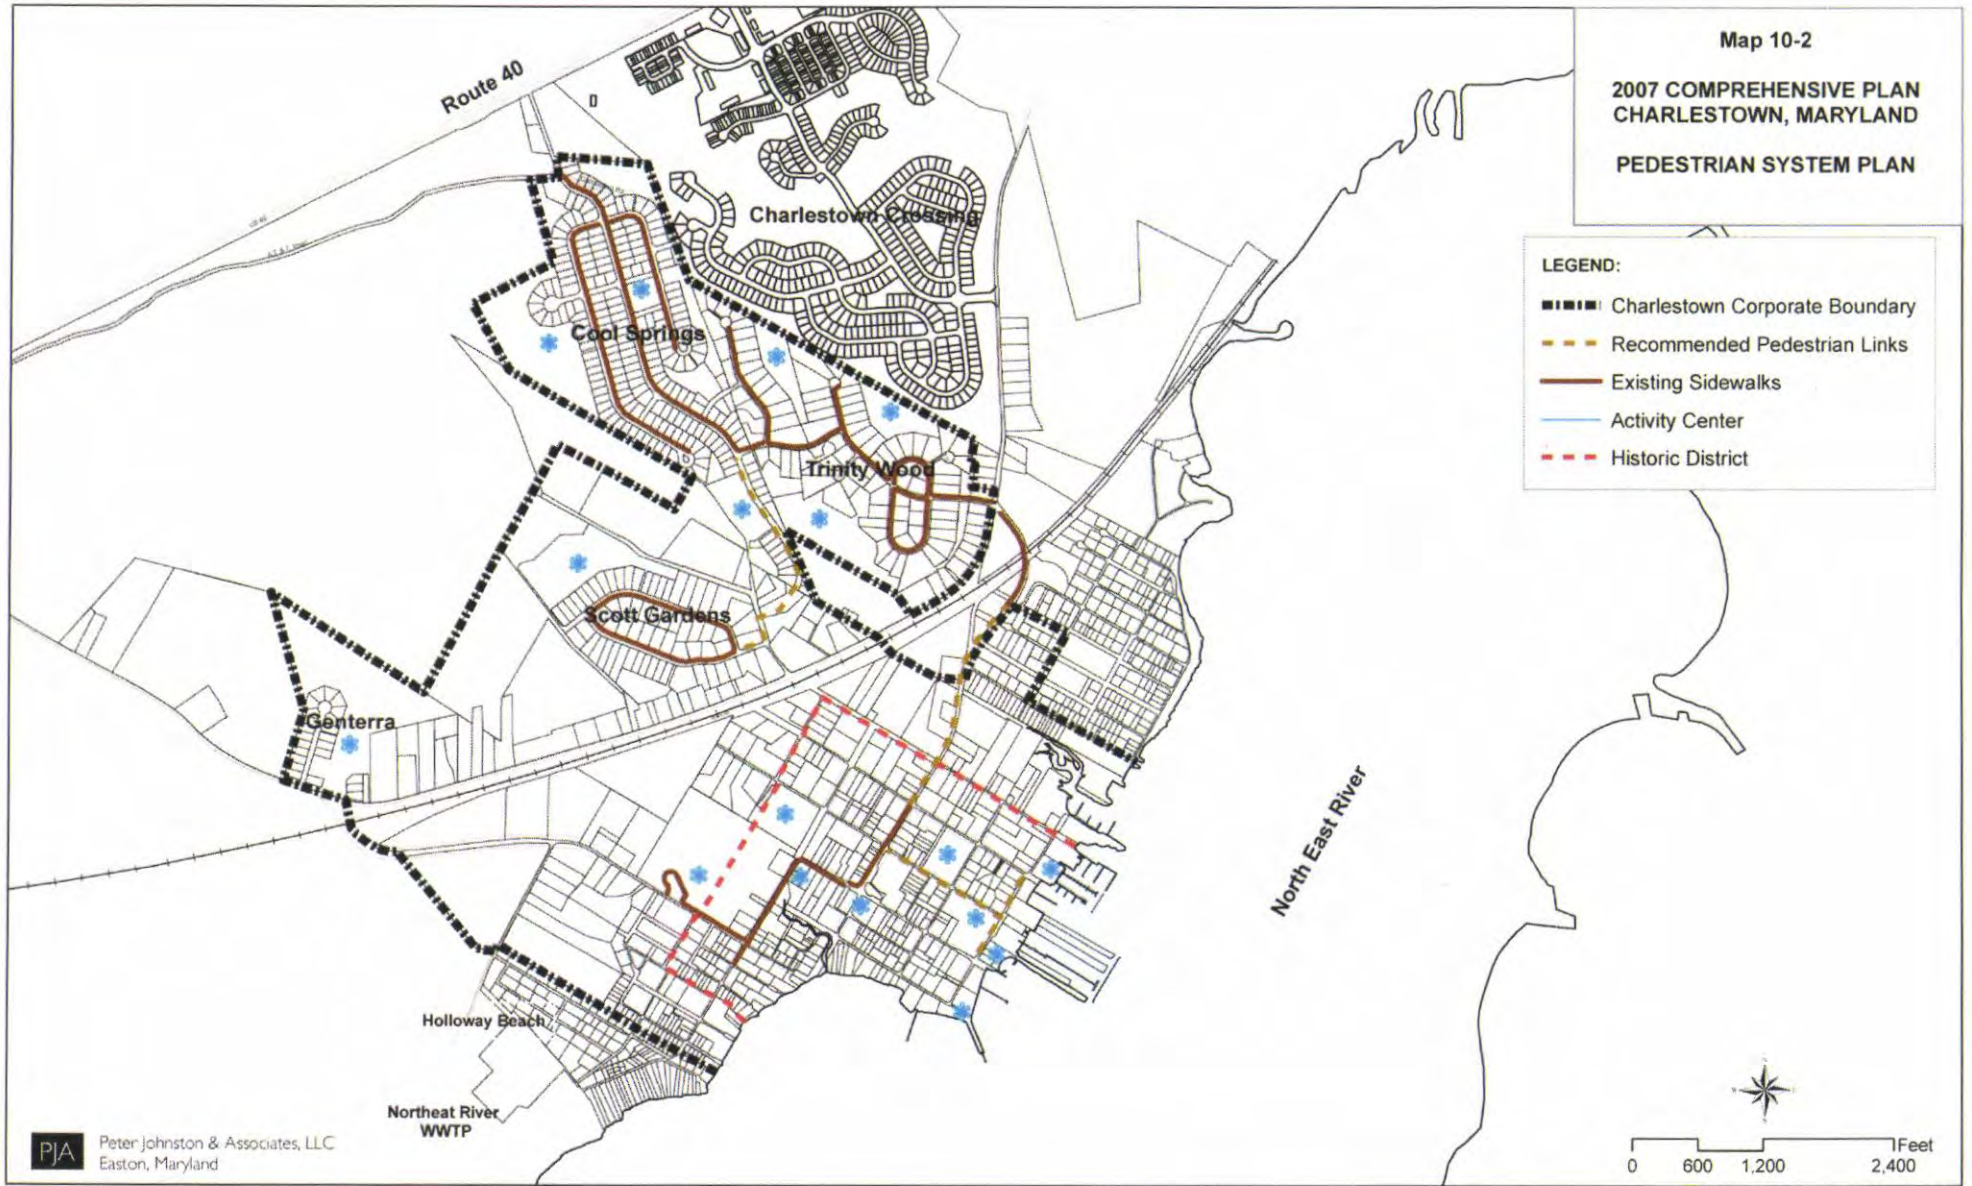 Map 10-2
2007 COMPREHENSIVE PLAN
CHARLESTOWN, MARYLAND
PEDESTRIAN SYSTEM PLAN
LEGEND:
Charlestown Corporate Boundary
Recommended Pedestrian Links
Existing Sidewalks
Activity Center
Historic District
Route 40
Charlestown Crossing
Cool Springs
Trinity Wood
Scott Gardens
Genterra
North East River
Holloway Beach
Northeat River
WWTP
PJA
Peter Johnston & Associates, LLC
Easton, Maryland
Feet
0 600 1,200 2,400